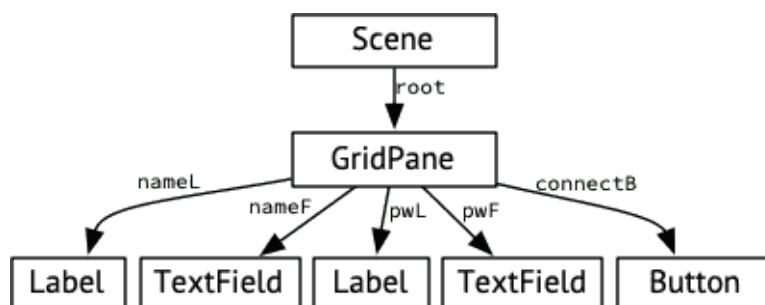 Scene
root
GridPane
nameL
nameF
pwL
pwF
connectB
Label
TextField
Label
TextField
Button